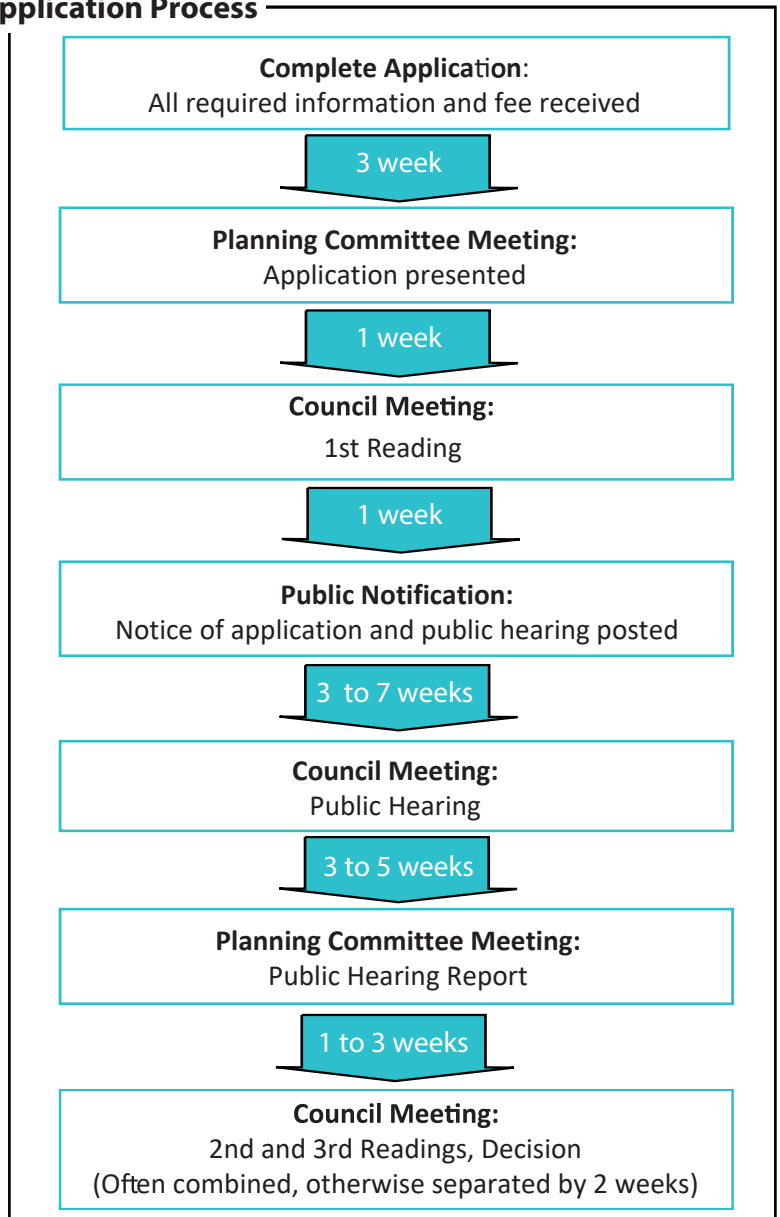 pplication Process
Complete Application:
All required information and fee received
3 week
Planning Committee Meeting:
Application presented
1 week
Council Meeting:
1st Reading
1 week
Public Notification:
Notice of application and public hearing posted
3 to 7 weeks
Council Meeting:
Public Hearing
3 to 5 weeks
Planning Committee Meeting:
Public Hearing Report
1 to 3 weeks
Council Meeting:
2nd and 3rd Readings, Decision
(Often combined, otherwise separated by 2 weeks)